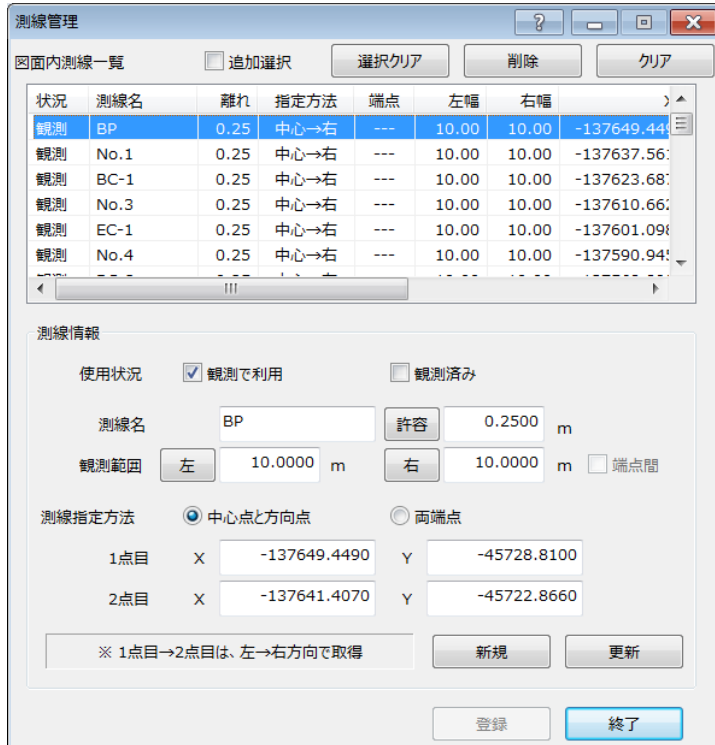 測線管理
図面内測線一覧 追加選択 選択クリア 削除 クリア
状況 測線名 離れ 指定方法 端点 左幅 右幅
観測 BP 0.25 中心→右 --- 10.00 10.00 -137649.449
観測 No.1 0.25 中心→右 --- 10.00 10.00 -137637.561
観測 BC-1 0.25 中心→右 --- 10.00 10.00 -137623.687
観測 No.3 0.25 中心→右 --- 10.00 10.00 -137610.662
観測 EC-1 0.25 中心→右 --- 10.00 10.00 -137601.098
観測 No.4 0.25 中心→右 --- 10.00 10.00 -137590.945
測線情報
使用状況 観測で利用 観測済み
測線名 BP 許容 0.2500 m
観測範囲 左 10.0000 m 右 10.0000 m 端点間
測線指定方法 中心点と方向点 両端点
1点目 X -137649.4490 Y -45728.8100
2点目 X -137641.4070 Y -45722.8660
※ 1点目→2点目は、左→右方向で取得 新規 更新
登録 終了